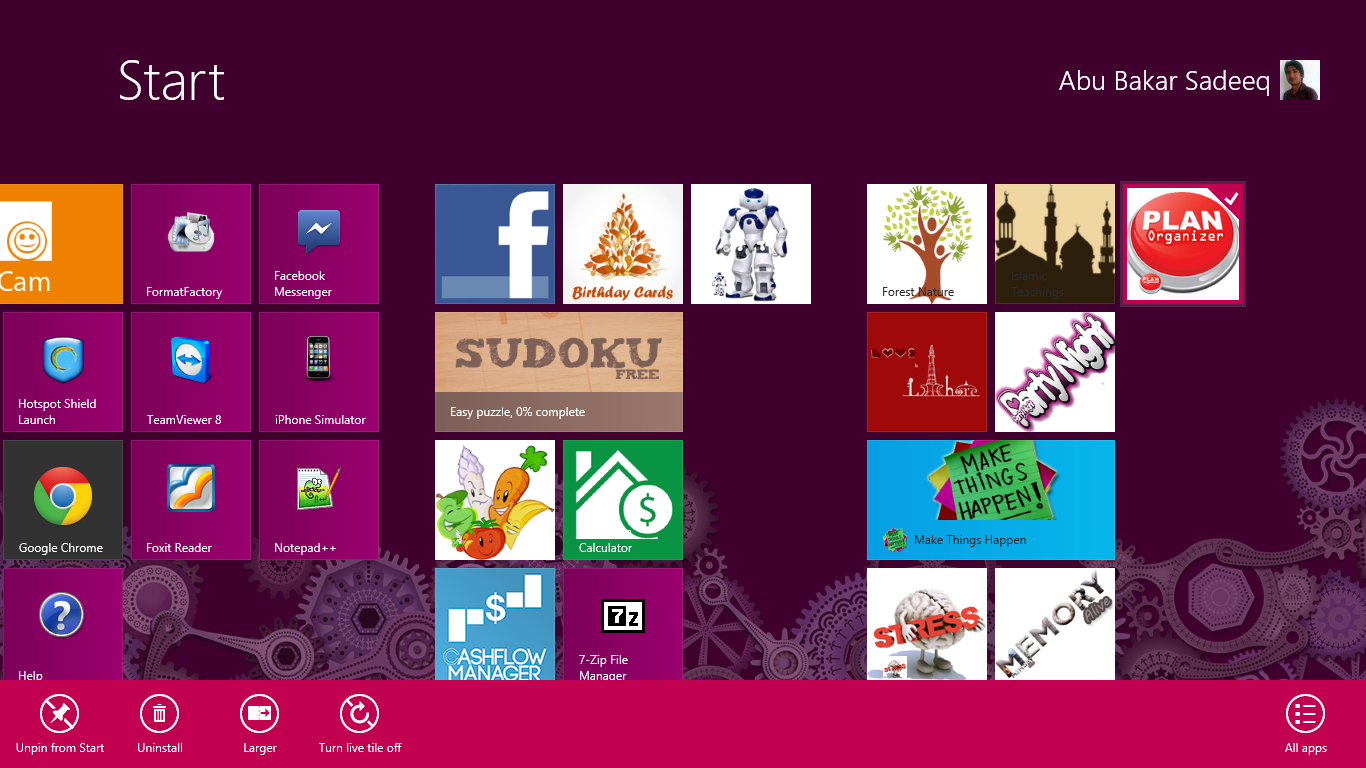 Start
Abu Bakar Sadeeq
Cam
FormatFactory
Facebook
Messenger
f
Birthday Cards
Forest Nature
Islamic
Teachings
PLAN
Organizer
Hotspot Shield
Launch
TeamViewer 8
iPhone Simulator
SUDOKU
FREE
Easy puzzle, 0% complete
LOVE
Lahore
Party Night
Google Chrome
Foxit Reader
Notepad++
$
Calculator
MAKE
THINGS
HAPPEN!
Make Things Happen
?
Help
$
CASHFLOW
MANAGER
7z
7-Zip File
Manager
STRESS
MEMORY
Alive
Unpin from Start
Uninstall
Larger
Turn live tile off
All apps